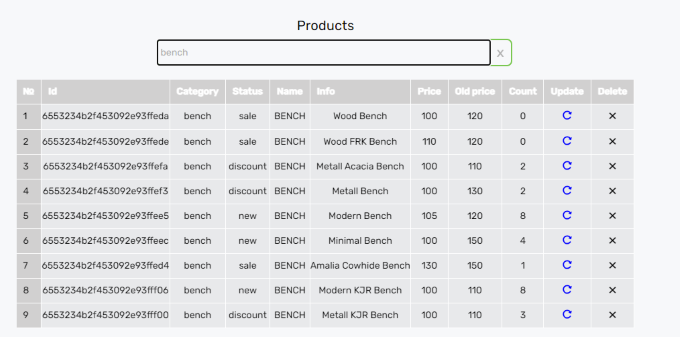 Products
bench X
№ Id Category Status Name Info Price Old price Count Update Delete
1 6553234b2f453092e93ffeda bench sale BENCH Wood Bench 100 120 0
2 6553234b2f453092e93ffede bench sale BENCH Wood FRK Bench 110 120 0
3 6553234b2f453092e93ffefa bench discount BENCH Metall Acacia Bench 100 110 2
4 6553234b2f453092e93ffef3 bench discount BENCH Metall Bench 100 130 2
5 6553234b2f453092e93ffee5 bench new BENCH Modern Bench 105 120 8
6 6553234b2f453092e93ffeec bench new BENCH Minimal Bench 100 150 4
7 6553234b2f453092e93ffed4 bench sale BENCH Amalia Cowhide Bench 130 150 1
8 6553234b2f453092e93fff06 bench new BENCH Modern KJR Bench 100 110 8
9 6553234b2f453092e93fff00 bench discount BENCH Metall KJR Bench 100 110 3